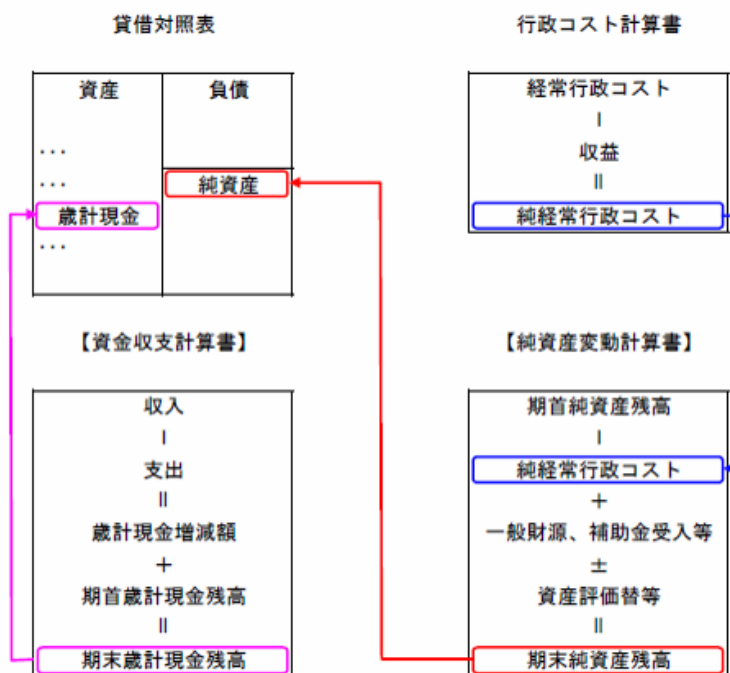 貸借対照表
資産 負債
...
... 純資産
歳計現金
...
行政コスト計算書
経常行政コスト
－
収益
＝
純経常行政コスト
【資金収支計算書】
収入
－
支出
＝
歳計現金増減額
＋
期首歳計現金残高
＝
期末歳計現金残高
【純資産変動計算書】
期首純資産残高
－
純経常行政コスト
＋
一般財源、補助金受入等
±
資産評価替等
＝
期末純資産残高